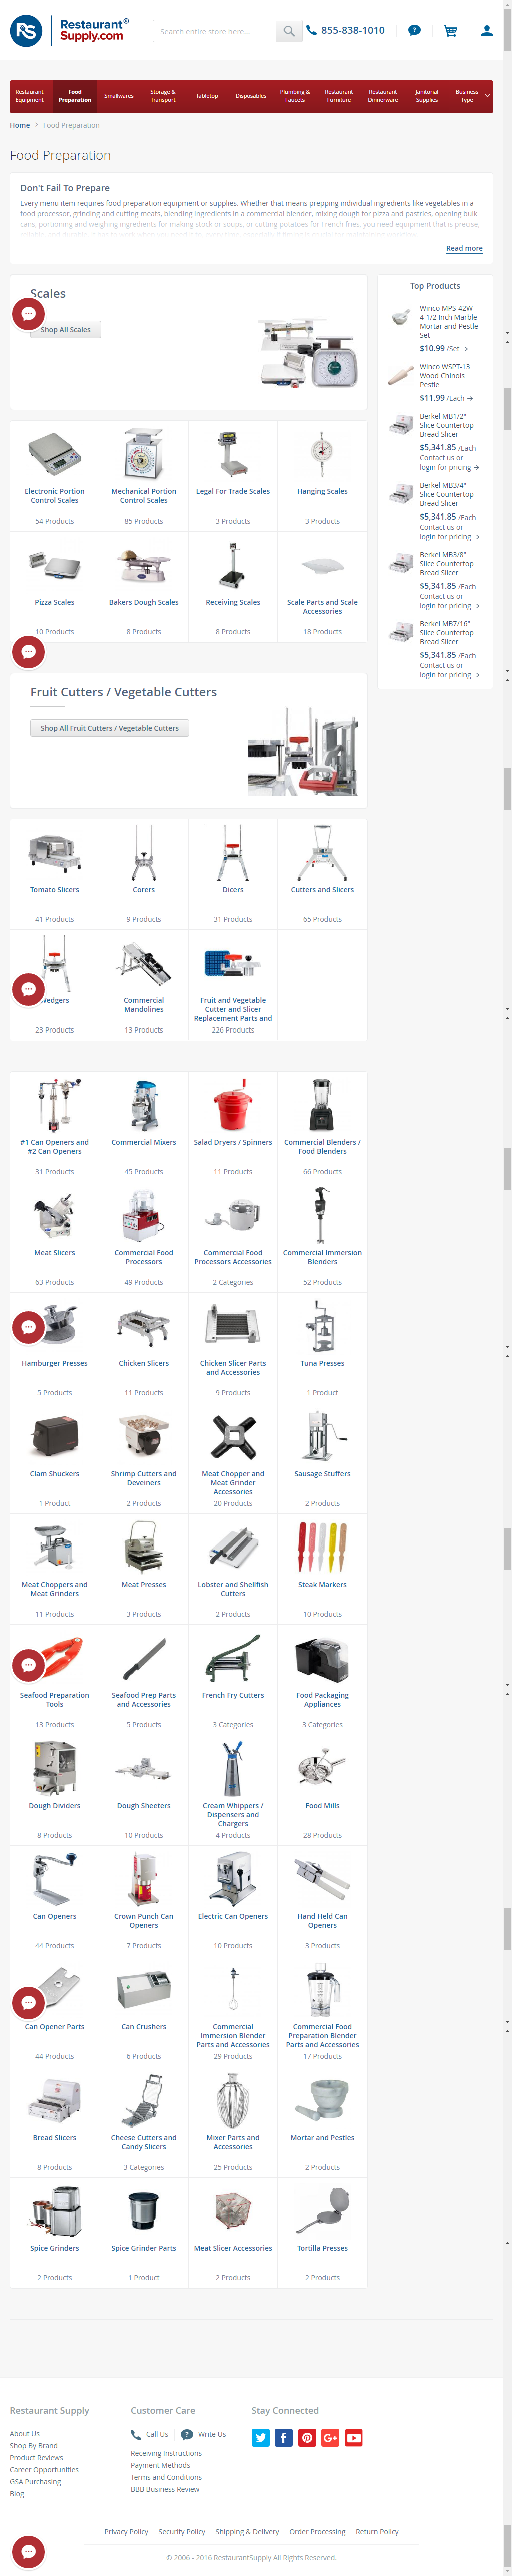 RS Restaurant® Supply.com
Search entire store here...
855-838-1010
Restaurant Equipment
Food Preparation
Smallwares
Storage & Transport
Tabletop
Disposables
Plumbing & Faucets
Restaurant Furniture
Restaurant Dinnerware
Janitorial Supplies
Business Type
Home > Food Preparation
Food Preparation
Don't Fail To Prepare
Every menu item requires food preparation equipment or supplies. Whether that means prepping individual ingredients like vegetables in a
food processor, grinding and cutting meats, blending ingredients in a commercial blender, mixing dough for pizza and pastries, opening bulk
cans, portioning and weighing ingredients for making stock or soups, or cutting potatoes for French fries, you need equipment that is precise,
Read more
Scales
Shop All Scales
Electronic Portion Control Scales
54 Products
Mechanical Portion Control Scales
85 Products
Legal For Trade Scales
3 Products
Hanging Scales
3 Products
Pizza Scales
10 Products
Bakers Dough Scales
8 Products
Receiving Scales
8 Products
Scale Parts and Scale Accessories
18 Products
Top Products
Winco MPS-42W - 4-1/2 Inch Marble Mortar and Pestle Set
$10.99 /Set →
Winco WSPT-13 Wood Chinois Pestle
$11.99 /Each →
Berkel MB1/2" Slice Countertop Bread Slicer
$5,341.85 /Each
Contact us or login for pricing →
Berkel MB3/4" Slice Countertop Bread Slicer
$5,341.85 /Each
Contact us or login for pricing →
Berkel MB3/8" Slice Countertop Bread Slicer
$5,341.85 /Each
Contact us or login for pricing →
Berkel MB7/16" Slice Countertop Bread Slicer
$5,341.85 /Each
Contact us or login for pricing →
Fruit Cutters / Vegetable Cutters
Shop All Fruit Cutters / Vegetable Cutters
Tomato Slicers
41 Products
Corers
9 Products
Dicers
31 Products
Cutters and Slicers
65 Products
Wedgers
23 Products
Commercial Mandolines
13 Products
Fruit and Vegetable Cutter and Slicer Replacement Parts and
226 Products
#1 Can Openers and #2 Can Openers
31 Products
Commercial Mixers
45 Products
Salad Dryers / Spinners
11 Products
Commercial Blenders / Food Blenders
66 Products
Meat Slicers
63 Products
Commercial Food Processors
49 Products
Commercial Food Processors Accessories
2 Categories
Commercial Immersion Blenders
52 Products
Hamburger Presses
5 Products
Chicken Slicers
11 Products
Chicken Slicer Parts and Accessories
9 Products
Tuna Presses
1 Product
Clam Shuckers
1 Product
Shrimp Cutters and Deveiners
2 Products
Meat Chopper and Meat Grinder Accessories
20 Products
Sausage Stuffers
2 Products
Meat Choppers and Meat Grinders
11 Products
Meat Presses
3 Products
Lobster and Shellfish Cutters
2 Products
Steak Markers
10 Products
Seafood Preparation Tools
13 Products
Seafood Prep Parts and Accessories
5 Products
French Fry Cutters
3 Categories
Food Packaging Appliances
3 Categories
Dough Dividers
8 Products
Dough Sheeters
10 Products
Cream Whippers / Dispensers and Chargers
4 Products
Food Mills
28 Products
Can Openers
44 Products
Crown Punch Can Openers
7 Products
Electric Can Openers
10 Products
Hand Held Can Openers
3 Products
Can Opener Parts
44 Products
Can Crushers
6 Products
Commercial Immersion Blender Parts and Accessories
29 Products
Commercial Food Preparation Blender Parts and Accessories
17 Products
Bread Slicers
8 Products
Cheese Cutters and Candy Slicers
3 Categories
Mixer Parts and Accessories
25 Products
Mortar and Pestles
2 Products
Spice Grinders
2 Products
Spice Grinder Parts
1 Product
Meat Slicer Accessories
2 Products
Tortilla Presses
2 Products
Restaurant Supply
About Us
Shop By Brand
Product Reviews
Career Opportunities
GSA Purchasing
Blog
Customer Care
Call Us
Write Us
Receiving Instructions
Payment Methods
Terms and Conditions
BBB Business Review
Stay Connected
Privacy Policy
Security Policy
Shipping & Delivery
Order Processing
Return Policy
© 2006 - 2016 RestaurantSupply All Rights Reserved.